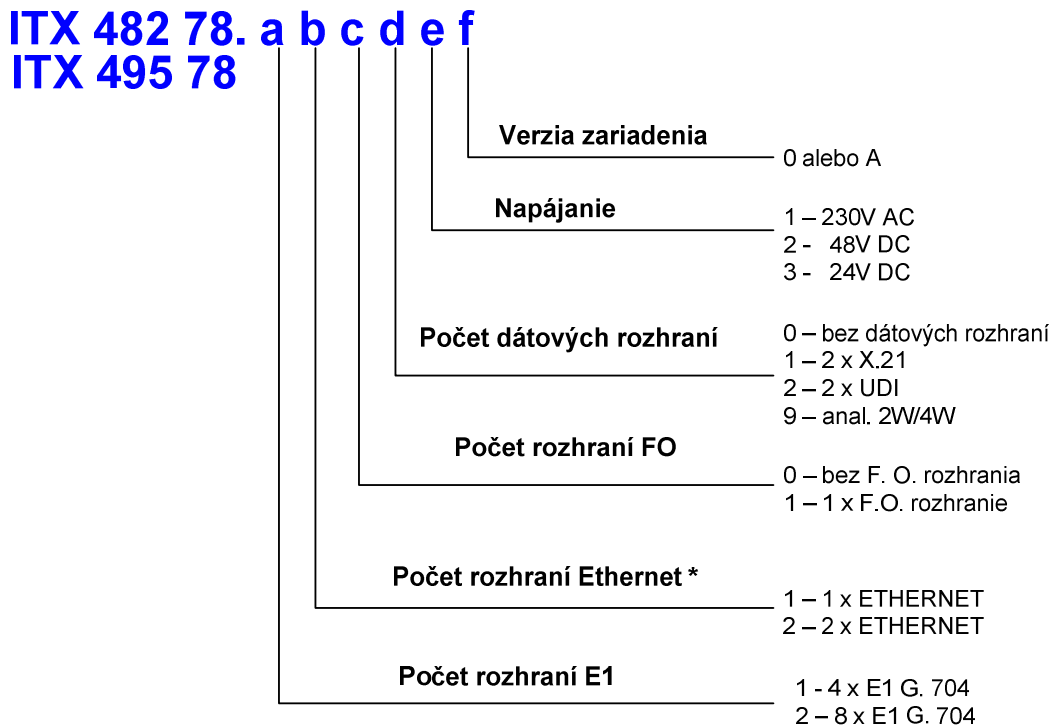 ITX 482 78. a b c d e f
ITX 495 78
Verzia zariadenia
0 alebo A
Napájanie
1 – 230V AC
2 - 48V DC
3 - 24V DC
Počet dátových rozhraní
0 – bez dátových rozhraní
1 – 2 x X.21
2 – 2 x UDI
9 – anal. 2W/4W
Počet rozhraní FO
0 – bez F. O. rozhrania
1 – 1 x F.O. rozhranie
Počet rozhraní Ethernet *
1 – 1 x ETHERNET
2 – 2 x ETHERNET
Počet rozhraní E1
1 - 4 x E1 G. 704
2 – 8 x E1 G. 704